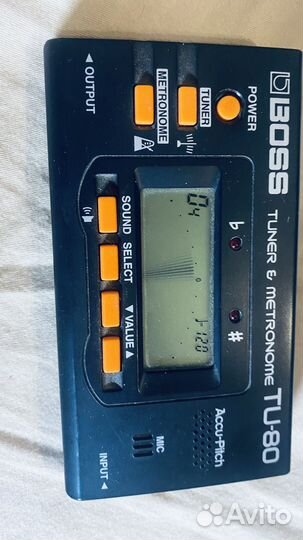 BOSS TUNER & METRONOME TU-80
POWER
TUNER
METRONOME
◄ OUTPUT
♭
♯
04
♩=120
SOUND
SELECT
▼ VALUE ▲
Accu-Pitch
MIC
INPUT ◄
Avito